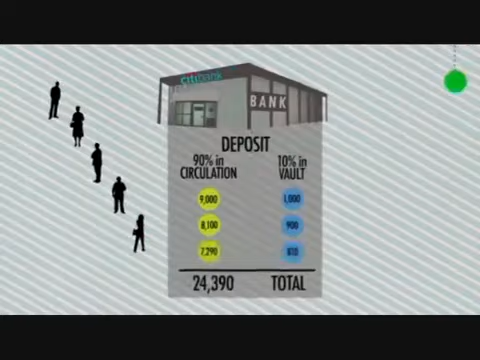 citibank
BANK
DEPOSIT
90% in 10% in
CIRCULATION VAULT
9,000 1,000
8,100 900
7,290 810
24,390 TOTAL